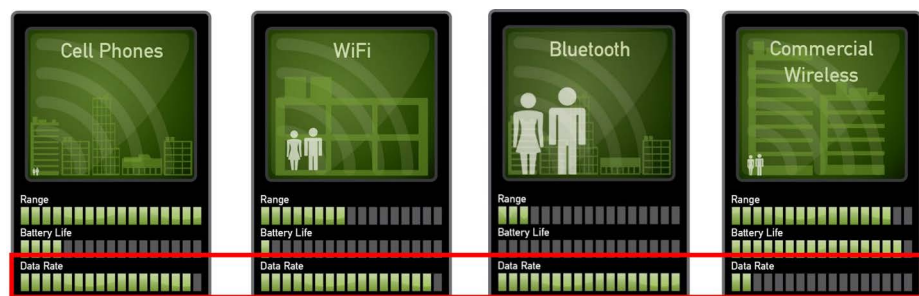 Cell Phones
Range
Battery Life
Data Rate
WiFi
Range
Battery Life
Data Rate
Bluetooth
Range
Battery Life
Data Rate
Commercial
Wireless
Range
Battery Life
Data Rate